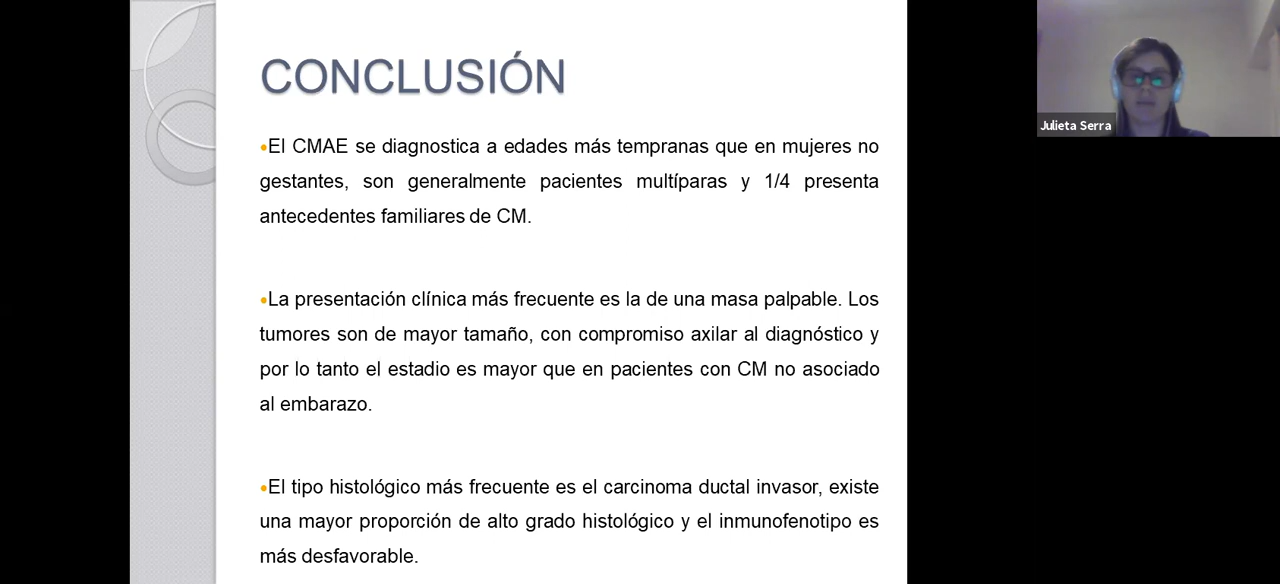 CONCLUSIÓN
•El CMAE se diagnostica a edades más tempranas que en mujeres no
gestantes, son generalmente pacientes multíparas y 1/4 presenta
antecedentes familiares de CM.
•La presentación clínica más frecuente es la de una masa palpable. Los
tumores son de mayor tamaño, con compromiso axilar al diagnóstico y
por lo tanto el estadio es mayor que en pacientes con CM no asociado
al embarazo.
•El tipo histológico más frecuente es el carcinoma ductal invasor, existe
una mayor proporción de alto grado histológico y el inmunofenotipo es
más desfavorable.
Julieta Serra